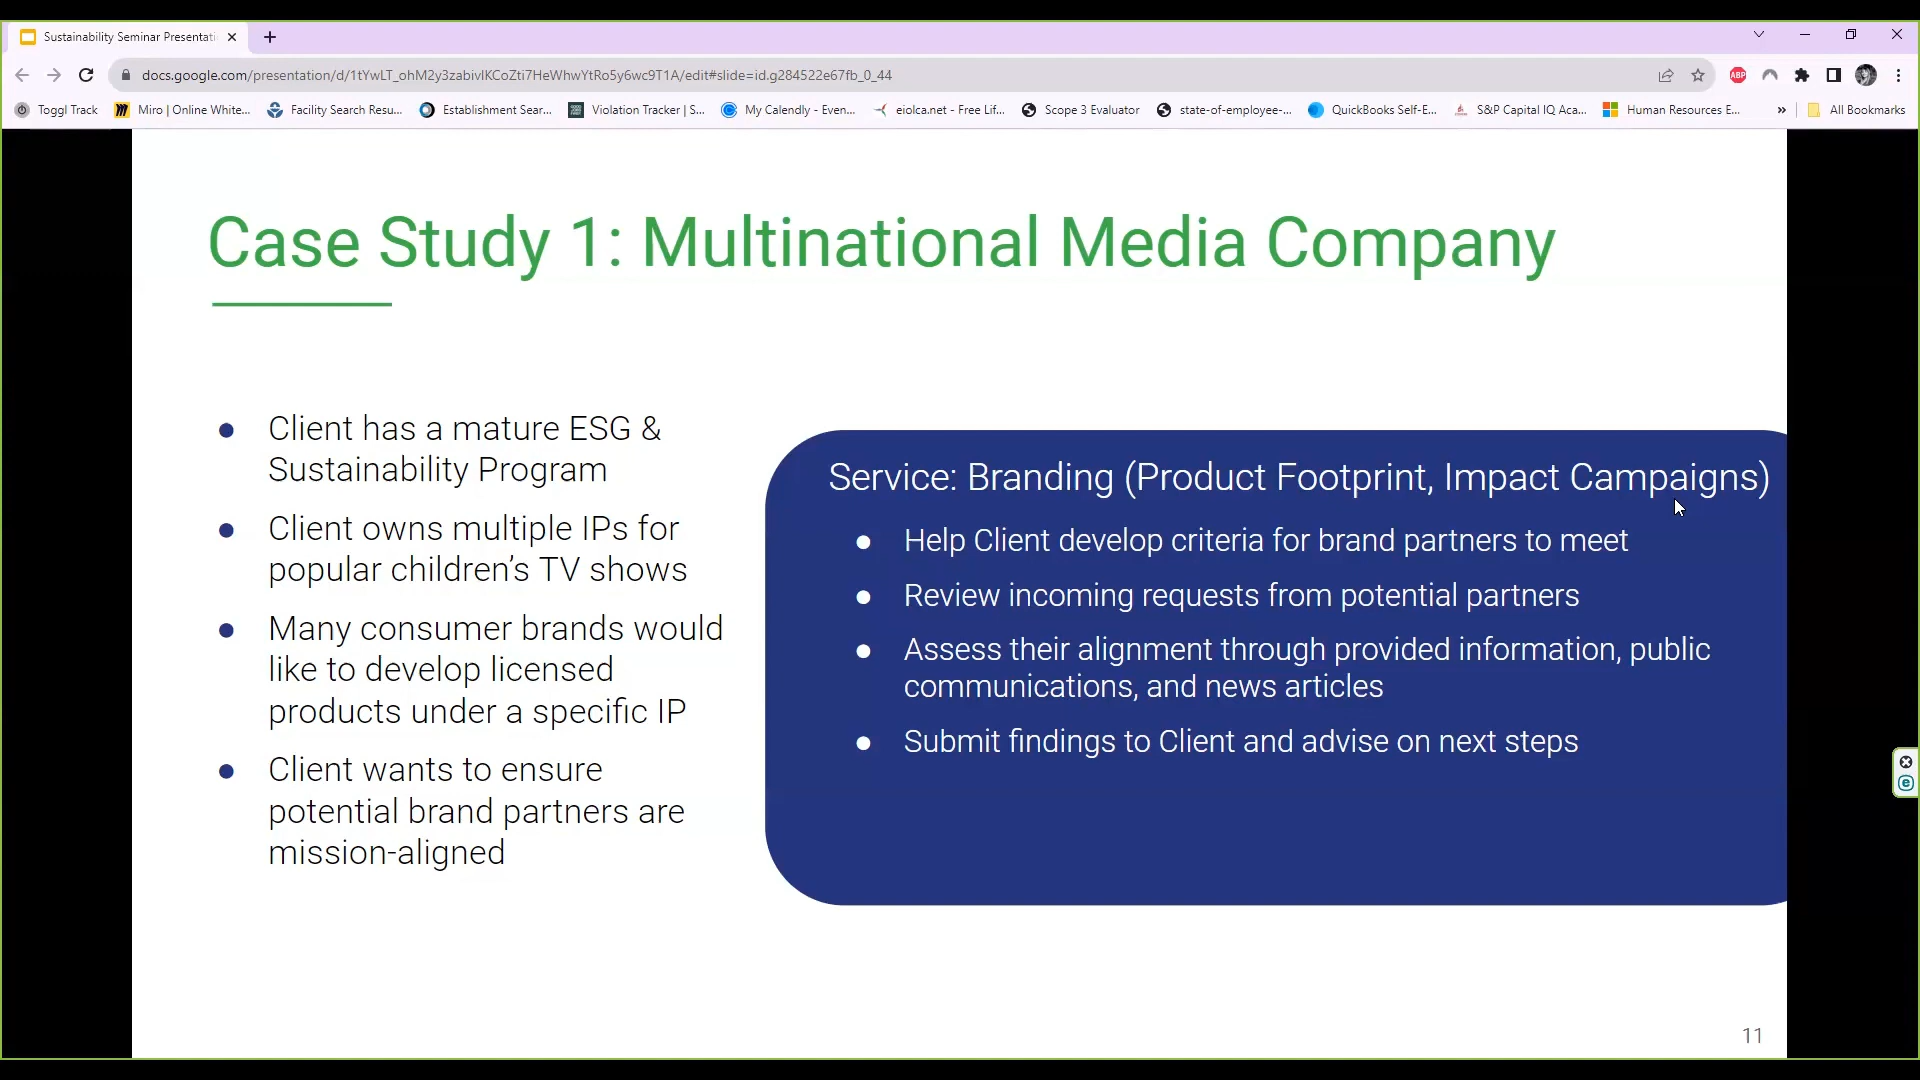 Sustainability Seminar Presentati
docs.google.com/presentation/d/1tYwLT_ohM2y3zabivIKCoZti7HeWhwYtRo5y6wc9T1A/edit#slide=id.g284522e67fb_0_44
ABP
Toggl Track Miro | Online White... Facility Search Resu... Establishment Sear... Violation Tracker | S... My Calendly - Even... eiolca.net - Free Lif... Scope 3 Evaluator state-of-employee-... QuickBooks Self-E... S&P Capital IQ Aca... Human Resources E... » All Bookmarks
Case Study 1: Multinational Media Company
● Client has a mature ESG &
Sustainability Program
● Client owns multiple IPs for
popular children’s TV shows
● Many consumer brands would
like to develop licensed
products under a specific IP
● Client wants to ensure
potential brand partners are
mission-aligned
Service: Branding (Product Footprint, Impact Campaigns)
● Help Client develop criteria for brand partners to meet
● Review incoming requests from potential partners
● Assess their alignment through provided information, public
communications, and news articles
● Submit findings to Client and advise on next steps
11